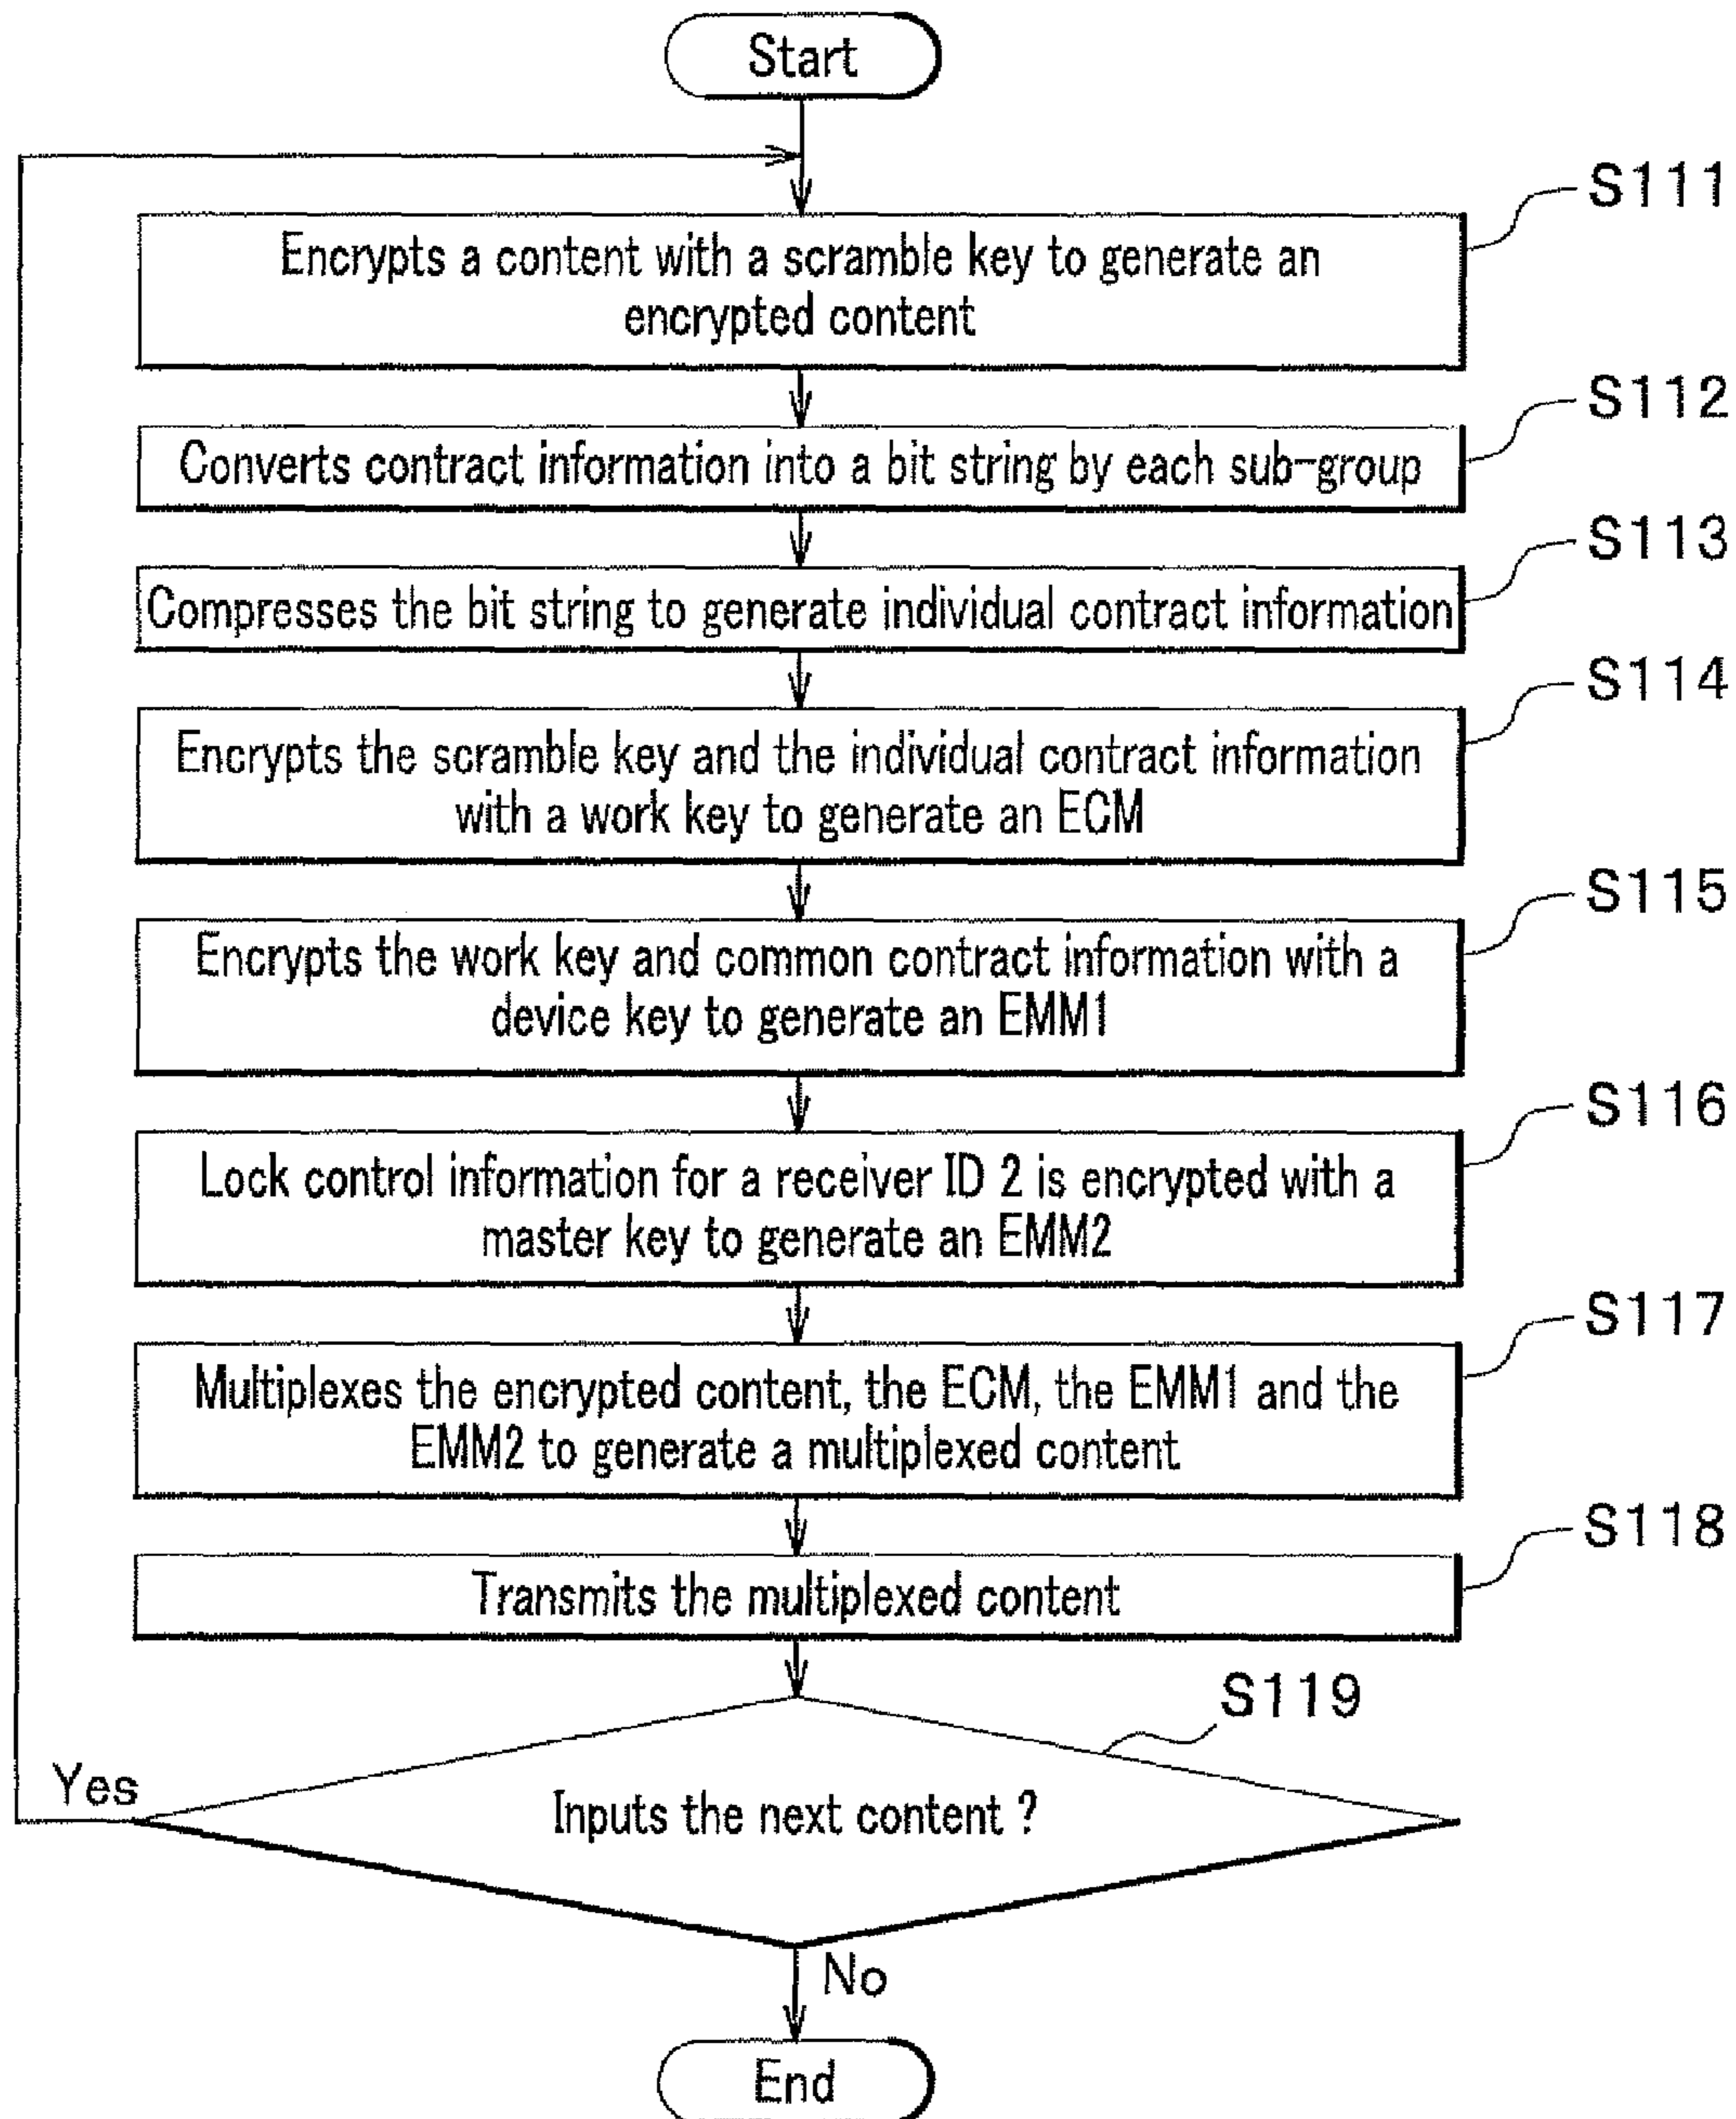 Start
S111
Encrypts a content with a scramble key to generate an
encrypted content
S112
Converts contract information into a bit string by each sub-group
S113
Compresses the bit string to generate individual contract information
S114
Encrypts the scramble key and the individual contract information
with a work key to generate an ECM
S115
Encrypts the work key and common contract information with a
device key to generate an EMM1
S116
Lock control information for a receiver ID 2 is encrypted with a
master key to generate an EMM2
S117
Multiplexes the encrypted content, the ECM, the EMM1 and the
EMM2 to generate a multiplexed content
S118
Transmits the multiplexed content
S119
Yes
Inputs the next content ?
No
End